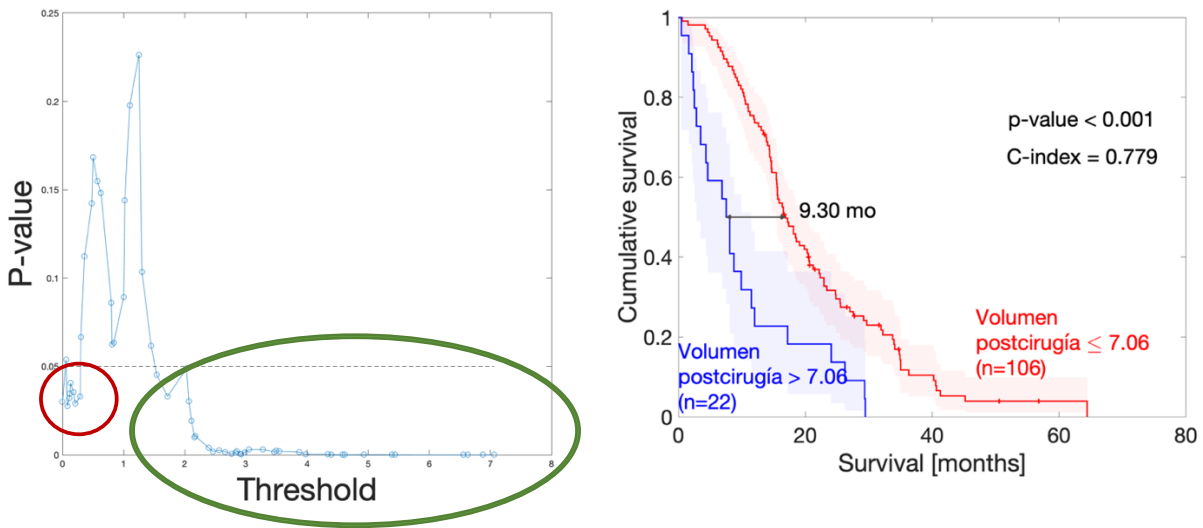 0.25
0.2
0.15
0.1
0.05
0
0 1 2 3 4 5 6 7 8
P-value
Threshold
1
0.8
0.6
0.4
0.2
0
0 20 40 60 80
Cumulative survival
Survival [months]
p-value < 0.001
C-index = 0.779
9.30 mo
Volumen
postcirugía > 7.06
(n=22)
Volumen
postcirugía ≤ 7.06
(n=106)